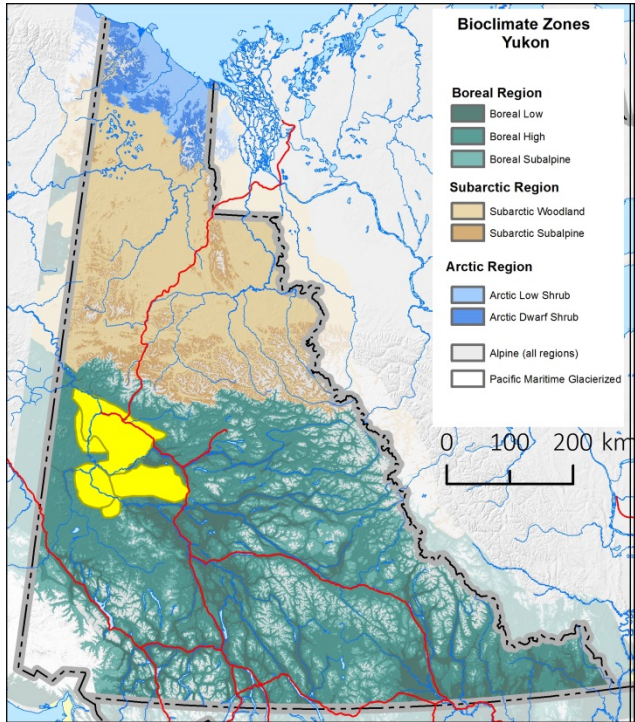 Bioclimate Zones
Yukon
Boreal Region
Boreal Low
Boreal High
Boreal Subalpine
Subarctic Region
Subarctic Woodland
Subarctic Subalpine
Arctic Region
Arctic Low Shrub
Arctic Dwarf Shrub
Alpine (all regions)
Pacific Maritime Glacierized
0 100 200 km